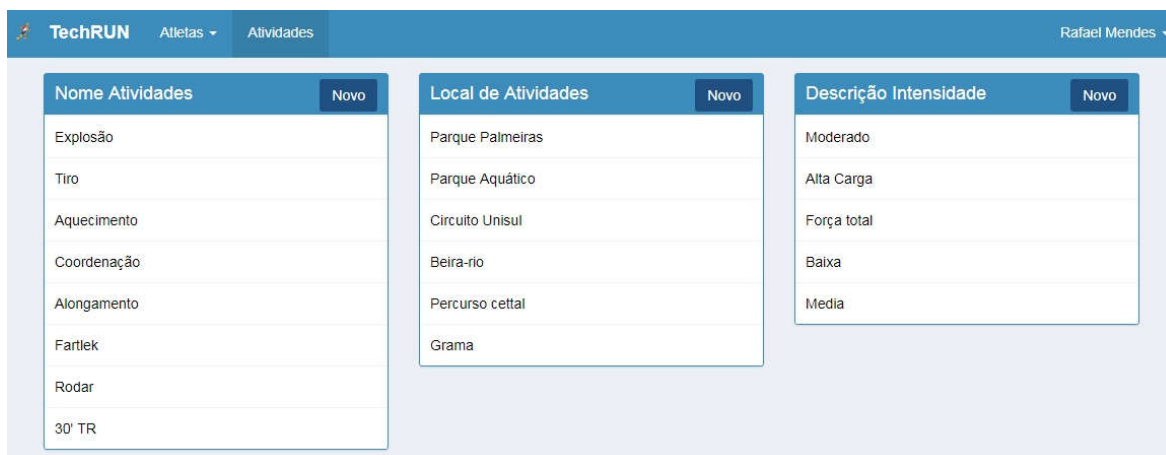 TechRUN Atletas Atividades Rafael Mendes
Nome Atividades Novo
Explosão
Tiro
Aquecimento
Coordenação
Alongamento
Fartlek
Rodar
30' TR
Local de Atividades Novo
Parque Palmeiras
Parque Aquático
Circuito Unisul
Beira-rio
Percurso cettal
Grama
Descrição Intensidade Novo
Moderado
Alta Carga
Força total
Baixa
Media